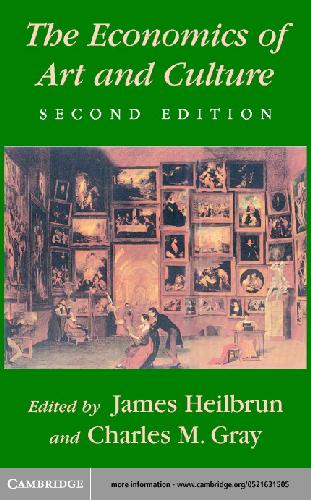 The Economics of
Art and Culture
SECOND EDITION
Edited by James Heilbrun
and Charles M. Gray
CAMBRIDGE more information - www.cambridge.org/0521631505